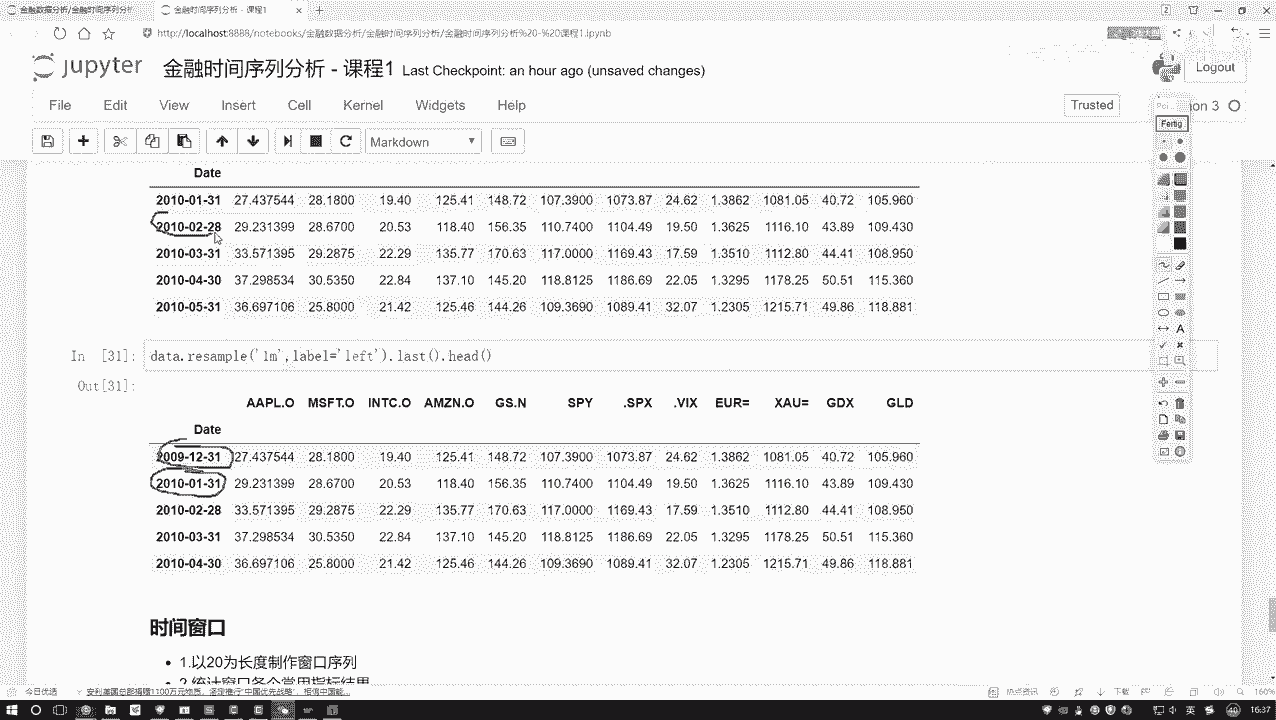 金融数据分析/金融时间序列分析
金融时间序列分析 - 课程1
http://localhost:8888/notebooks/金融数据分析/金融时间序列分析/金融时间序列分析%20-%20课程1.ipynb
jupyter 金融时间序列分析 - 课程1 Last Checkpoint: an hour ago (unsaved changes)
Logout
File Edit View Insert Cell Kernel Widgets Help
Trusted
on 3
Fertig
Markdown
Date
2010-01-31 27.437544 28.1800 19.40 125.41 148.72 107.3900 1073.87 24.62 1.3862 1081.05 40.72 105.960
2010-02-28 29.231399 28.6700 20.53 118.40 156.35 110.7400 1104.49 19.50 1.3625 1116.10 43.89 109.430
2010-03-31 33.571395 29.2875 22.29 135.77 170.63 117.0000 1169.43 17.59 1.3510 1112.80 44.41 108.950
2010-04-30 37.298534 30.5350 22.84 137.10 145.20 118.8125 1186.69 22.05 1.3295 1178.25 50.51 115.360
2010-05-31 36.697106 25.8000 21.42 125.46 144.26 109.3690 1089.41 32.07 1.2305 1215.71 49.86 118.881
In [31]: data.resample('1m',label='left').last().head()
Out[31]:
AAPL.O MSFT.O INTC.O AMZN.O GS.N SPY .SPX .VIX EUR= XAU= GDX GLD
Date
2009-12-31 27.437544 28.1800 19.40 125.41 148.72 107.3900 1073.87 24.62 1.3862 1081.05 40.72 105.960
2010-01-31 29.231399 28.6700 20.53 118.40 156.35 110.7400 1104.49 19.50 1.3625 1116.10 43.89 109.430
2010-02-28 33.571395 29.2875 22.29 135.77 170.63 117.0000 1169.43 17.59 1.3510 1112.80 44.41 108.950
2010-03-31 37.298534 30.5350 22.84 137.10 145.20 118.8125 1186.69 22.05 1.3295 1178.25 50.51 115.360
2010-04-30 36.697106 25.8000 21.42 125.46 144.26 109.3690 1089.41 32.07 1.2305 1215.71 49.86 118.881
时间窗口
1.以20为长度制作窗口序列
2.统计窗口各个常用指标结果
今日优选
热点资讯
下载
160%
英
16:37